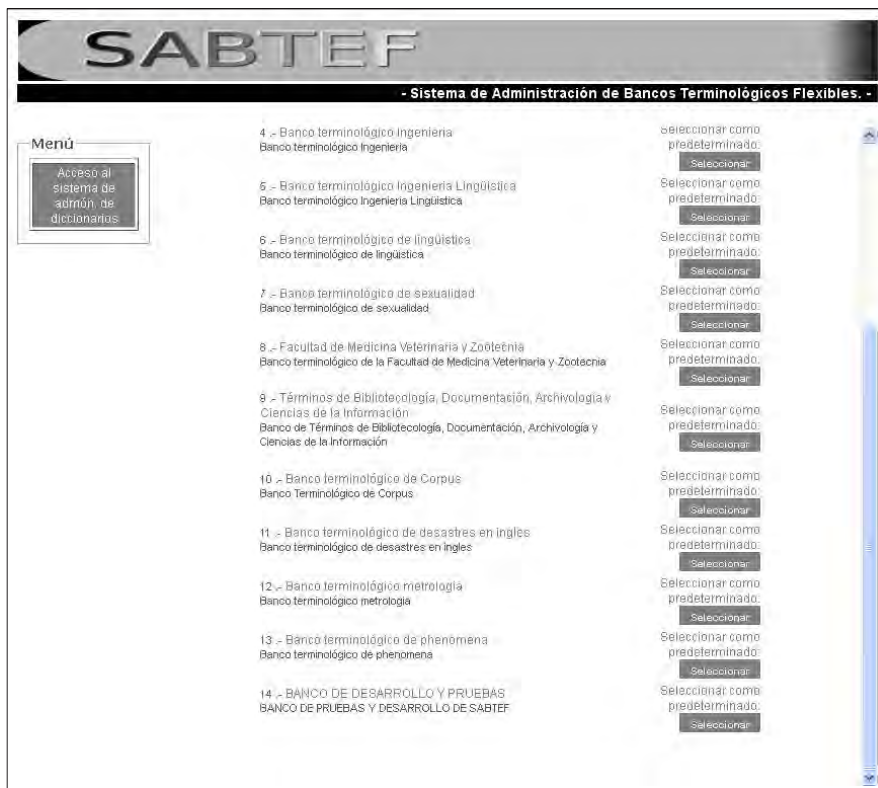 SABTEF
- Sistema de Administración de Bancos Terminológicos Flexibles. -
Menú
Acceso al
sistema de
admón. de
diccionarios
4 .- Banco terminológico Ingenieria
Banco terminológico Ingenieria
Seleccionar como
predeterminado:
Seleccionar
5 .- Banco terminológico Ingenieria Lingüistica
Banco terminológico Ingenieria Lingüistica
Seleccionar como
predeterminado:
Seleccionar
6 .- Banco terminológico de lingüistica
Banco terminológico de lingüistica
Seleccionar como
predeterminado:
Seleccionar
7 .- Banco terminológico de sexualidad
Banco terminológico de sexualidad
Seleccionar como
predeterminado:
Seleccionar
8 .- Facultad de Medicina Veterinaria y Zootecnia
Banco terminológico de la Facultad de Medicina Veterinaria y Zootecnia
Seleccionar como
predeterminado:
Seleccionar
9 .- Términos de Bibliotecología, Documentación, Archivología y
Ciencias de la Información
Banco de Términos de Bibliotecología, Documentación, Archivología y
Ciencias de la Información
Seleccionar como
predeterminado:
Seleccionar
10 .- Banco terminológico de Corpus
Banco Terminológico de Corpus
Seleccionar como
predeterminado:
Seleccionar
11 .- Banco terminológico de desastres en ingles
Banco terminológico de desastres en ingles
Seleccionar como
predeterminado:
Seleccionar
12 .- Banco terminológico metrologia
Banco terminológico metrologia
Seleccionar como
predeterminado:
Seleccionar
13 .- Banco terminológico de phenomena
Banco terminológico de phenomena
Seleccionar como
predeterminado:
Seleccionar
14 .- BANCO DE DESARROLLO Y PRUEBAS
BANCO DE PRUEBAS Y DESARROLLO DE SABTEF
Seleccionar como
predeterminado:
Seleccionar